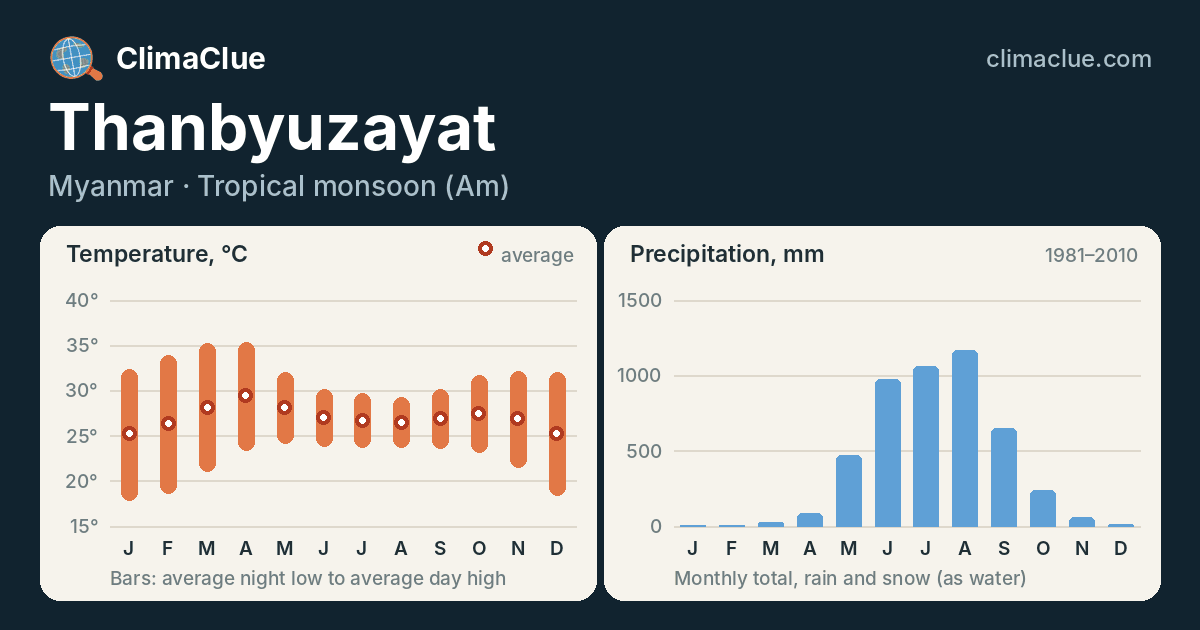 ClimaClue
climaclue.com
Thanbyuzayat
Myanmar · Tropical monsoon (Am)
Temperature, °C
average
40°
35°
30°
25°
20°
15°
J F M A M J J A S O N D
Bars: average night low to average day high
Precipitation, mm
1981–2010
1500
1000
500
0
J F M A M J J A S O N D
Monthly total, rain and snow (as water)